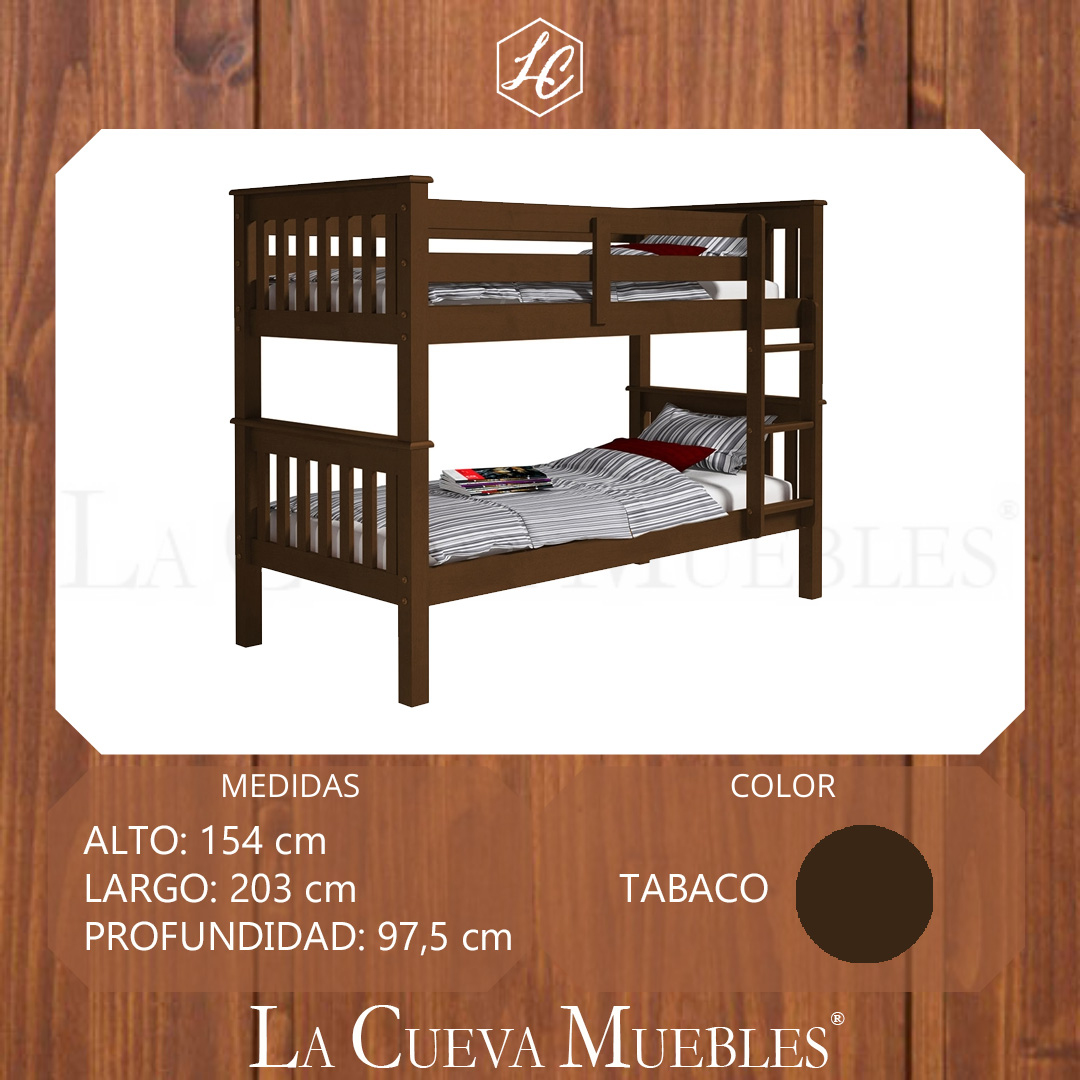 LC
LA CUEVA MUEBLES®
MEDIDAS
ALTO: 154 cm
LARGO: 203 cm
PROFUNDIDAD: 97,5 cm
COLOR
TABACO
LA CUEVA MUEBLES®